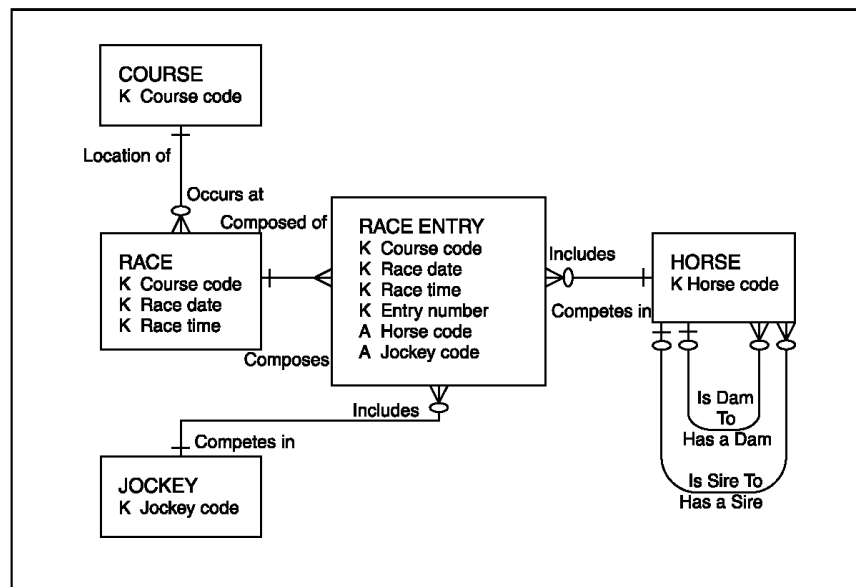 COURSE
K Course code
Location of
Occurs at
Composed of
RACE
K Course code
K Race date
K Race time
Composes
RACE ENTRY
K Course code
K Race date
K Race time
K Entry number
A Horse code
A Jockey code
Includes
Competes in
HORSE
K Horse code
Is Dam
To
Has a Dam
Is Sire To
Has a Sire
Includes
Competes in
JOCKEY
K Jockey code